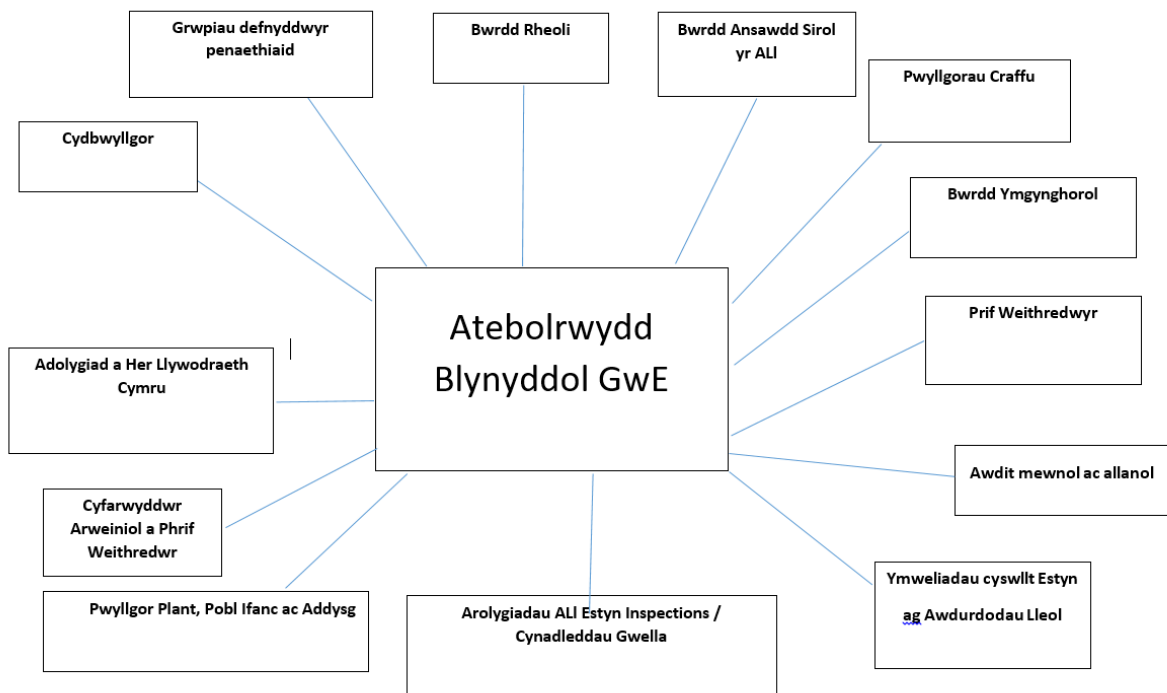 Grwpiau defnyddwyr
penaethiaid
Bwrdd Rheoli
Bwrdd Ansawdd Sirol
yr ALl
Pwyllgorau Craffu
Cydbwyllgor
Bwrdd Ymgynghorol
Atebolrwydd
Blynyddol GwE
Prif Weithredwyr
Adolygiad a Her Llywodraeth
Cymru
Awdit mewnol ac allanol
Cyfarwyddwr
Arweiniol a Phrif
Weithredwr
Ymweliadau cyswllt Estyn
ag Awdurdodau Lleol
Pwyllgor Plant, Pobl Ifanc ac Addysg
Arolygiadau ALl Estyn Inspections /
Cynadleddau Gwella